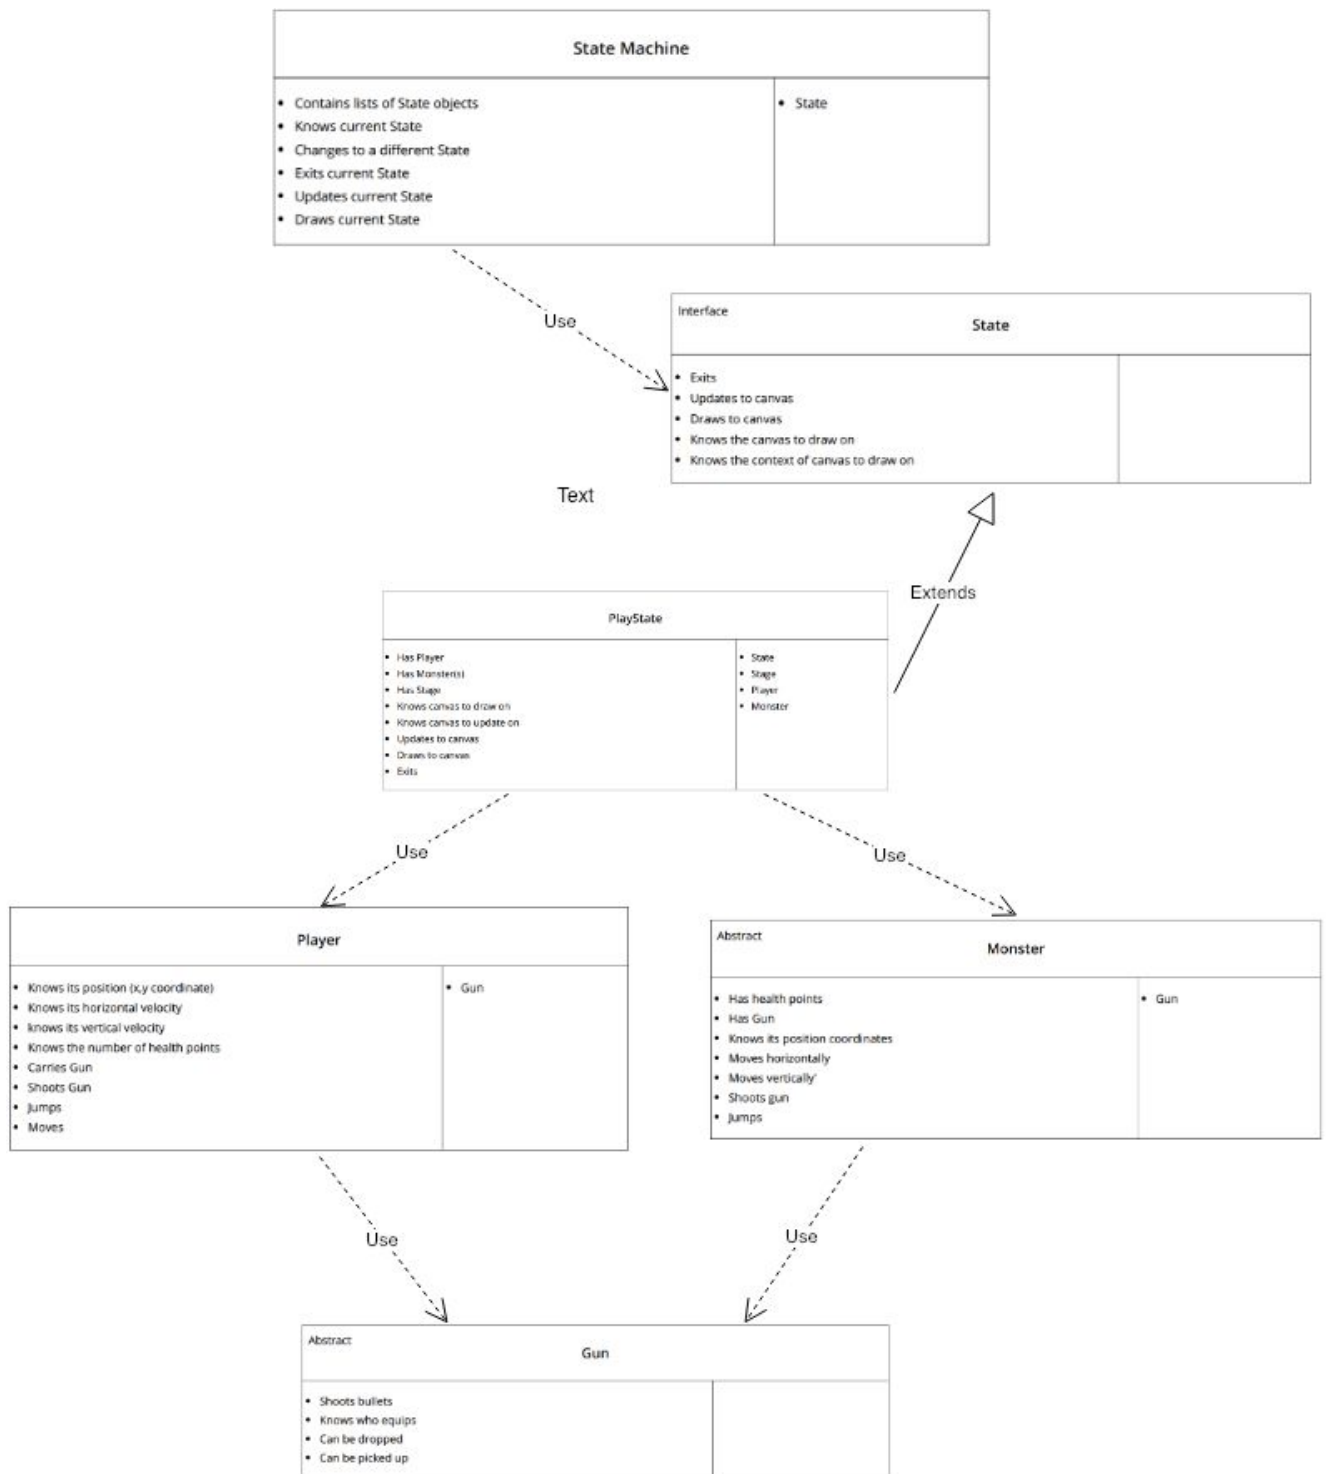 State Machine
Contains lists of State objects
Knows current State
Changes to a different State
Exits current State
Updates current State
Draws current State
State
Use
Interface
State
Exits
Updates to canvas
Draws to canvas
Knows the canvas to draw on
Knows the context of canvas to draw on
Text
Extends
PlayState
Has Player
Has Monster(s)
Has Stage
Knows canvas to draw on
Knows canvas to update on
Updates to canvas
Draws to canvas
Exits
State
Stage
Player
Monster
Use
Use
Player
Knows its position (x,y coordinate)
Knows its horizontal velocity
knows its vertical velocity
Knows the number of health points
Carries Gun
Shoots Gun
Jumps
Moves
Gun
Abstract
Monster
Has health points
Has Gun
Knows its position coordinates
Moves horizontally
Moves vertically'
Shoots gun
Jumps
Gun
Use
Use
Abstract
Gun
Shoots bullets
Knows who equips
Can be dropped
Can be picked up